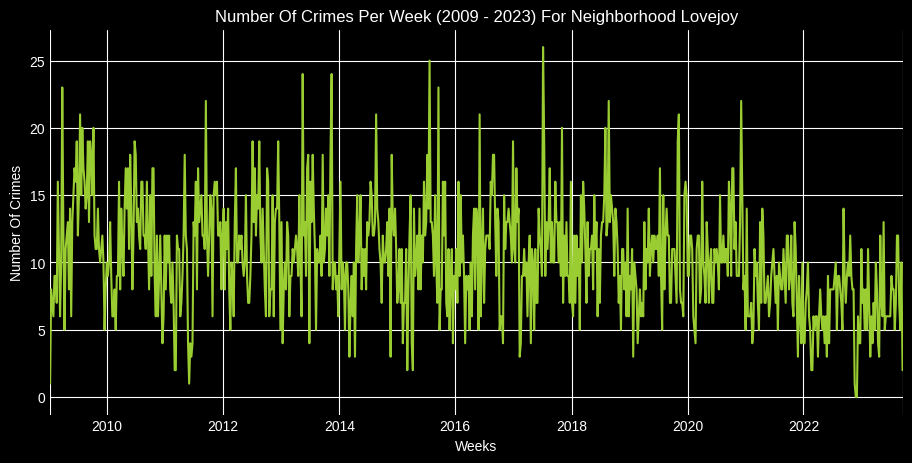 Number Of Crimes Per Week (2009 - 2023) For Neighborhood Lovejoy
25
20
15
10
5
0
Number Of Crimes
2010 2012 2014 2016 2018 2020 2022
Weeks